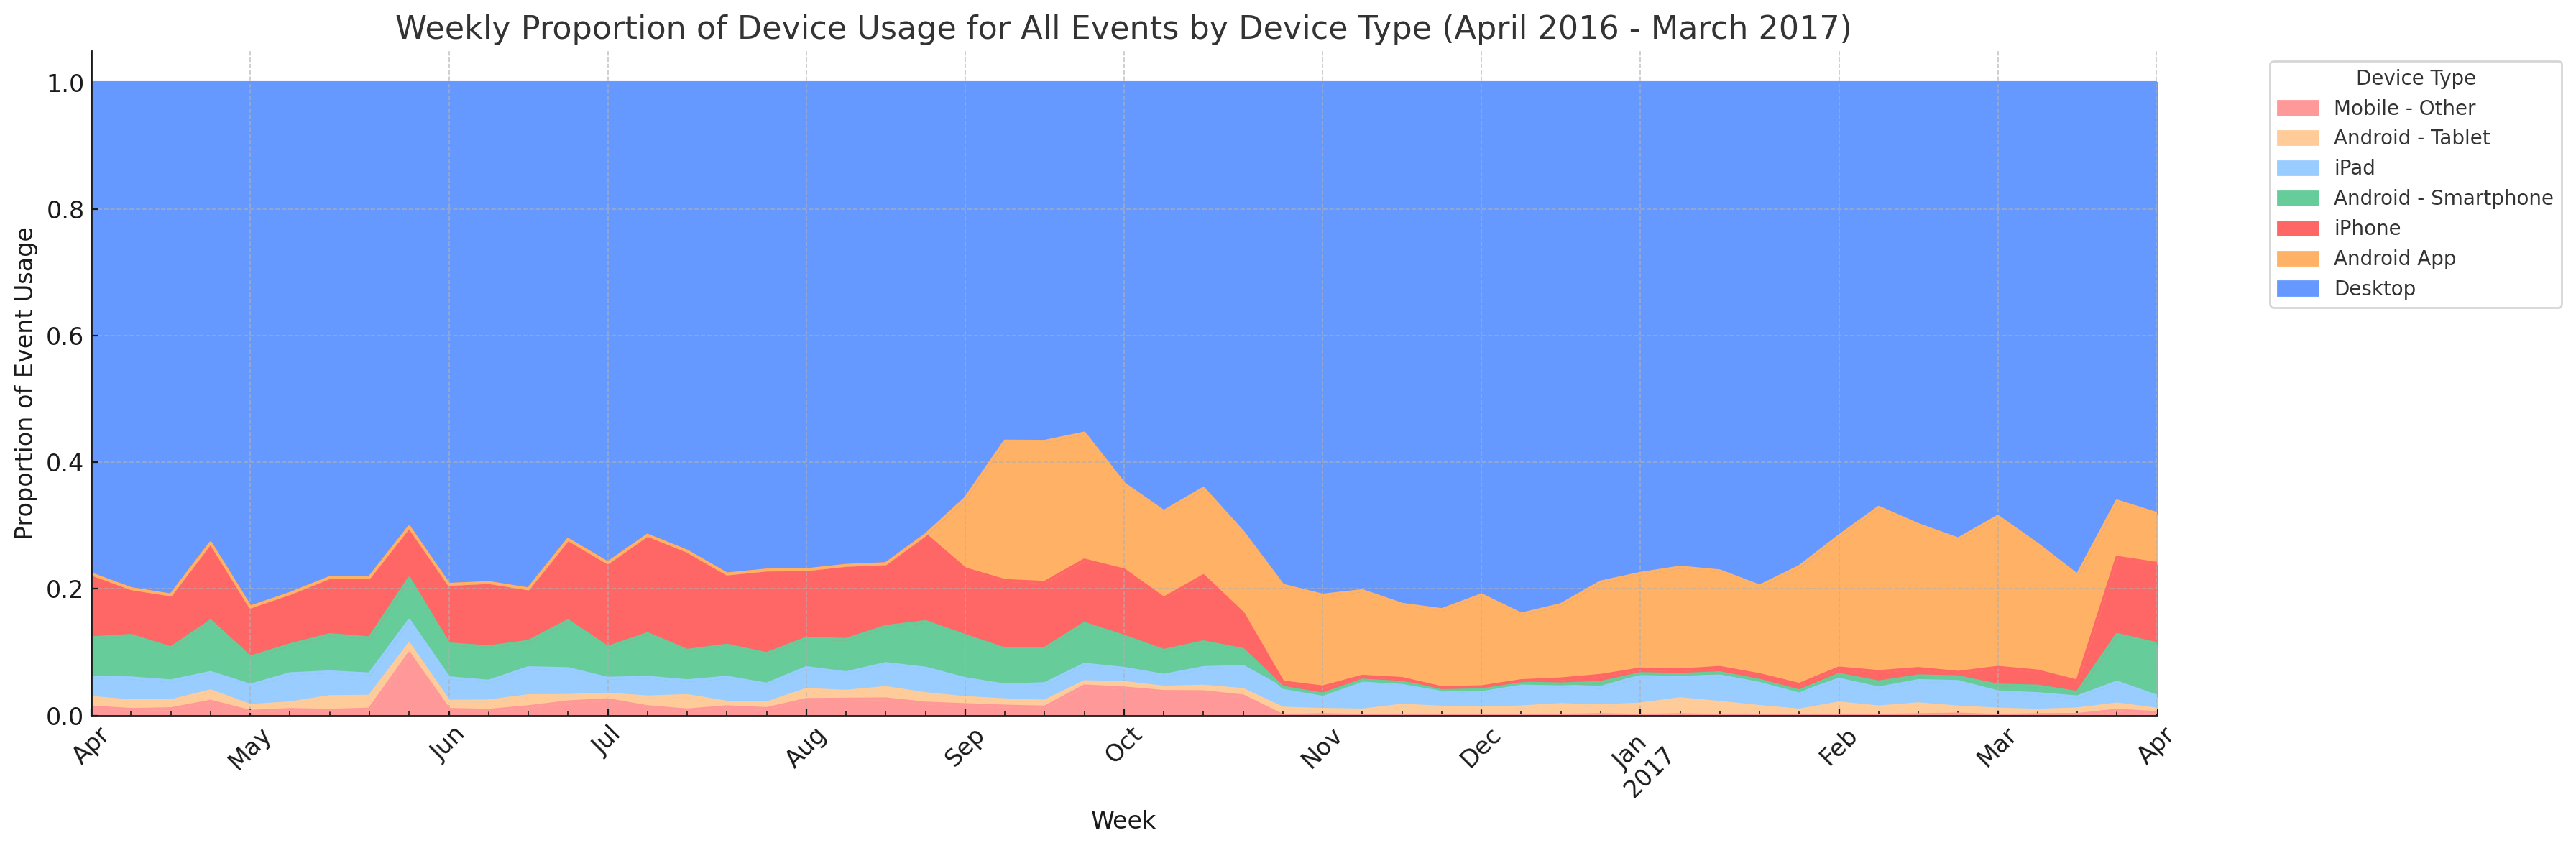 Weekly Proportion of Device Usage for All Events by Device Type (April 2016 - March 2017)
Proportion of Event Usage
1.0
0.8
0.6
0.4
0.2
0.0
Apr
May
Jun
Jul
Aug
Sep
Oct
Nov
Dec
Jan
2017
Feb
Mar
Apr
Week
Device Type
Mobile - Other
Android - Tablet
iPad
Android - Smartphone
iPhone
Android App
Desktop